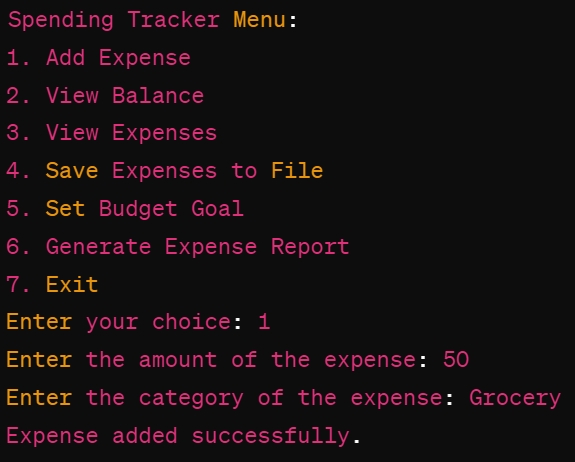 Spending Tracker Menu:
1. Add Expense
2. View Balance
3. View Expenses
4. Save Expenses to File
5. Set Budget Goal
6. Generate Expense Report
7. Exit
Enter your choice: 1
Enter the amount of the expense: 50
Enter the category of the expense: Grocery
Expense added successfully.